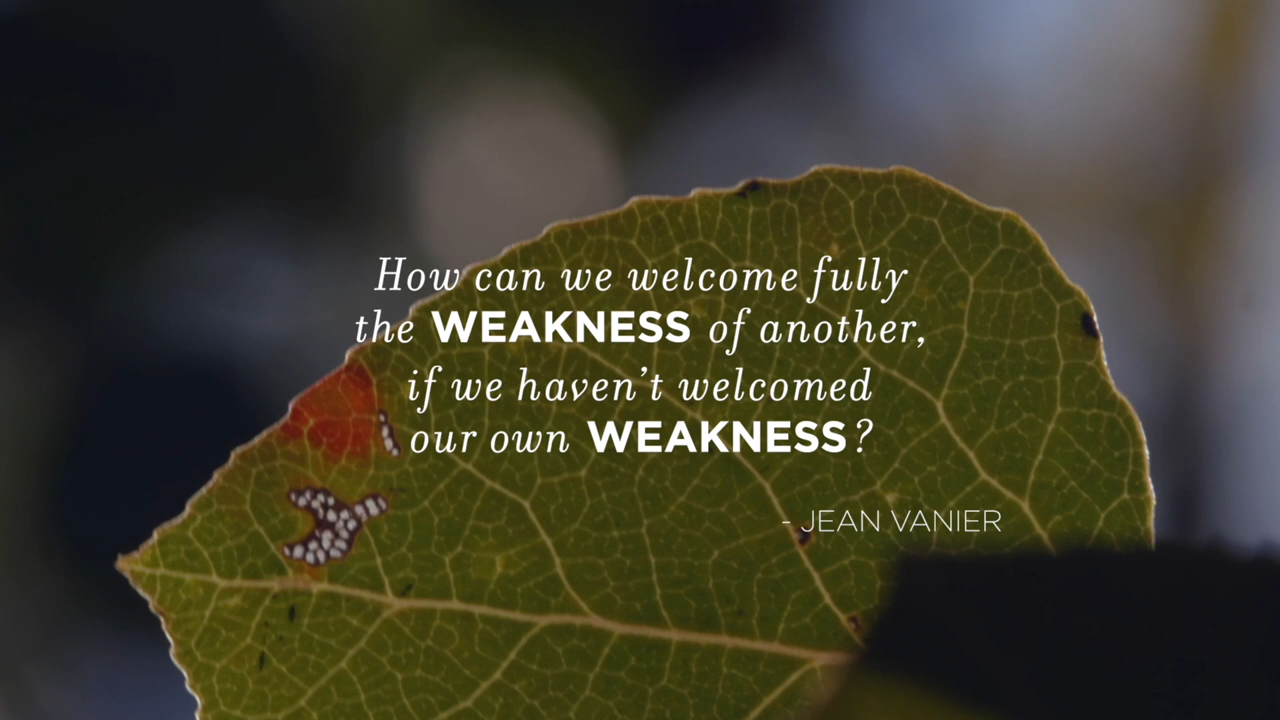 How can we welcome fully
the WEAKNESS of another,
if we haven’t welcomed
our own WEAKNESS?
- JEAN VANIER